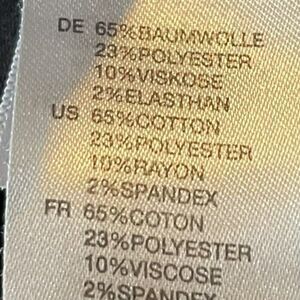 DE 65%BAUMWOLLE
23%POLYESTER
10%VISKOSE
2%ELASTHAN
US 65%COTTON
23%POLYESTER
10%RAYON
2%SPANDEX
FR 65%COTON
23%POLYESTER
10%VISCOSE
2%SPANDEX